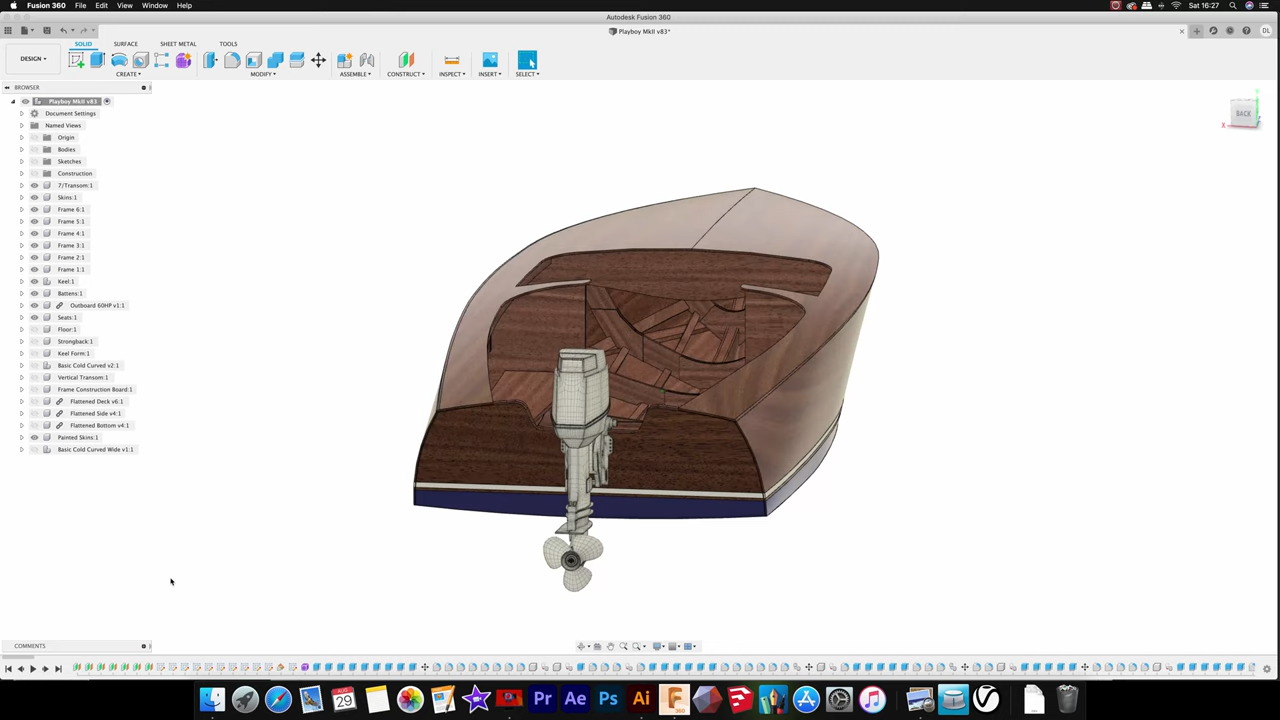 Fusion 360 File Edit View Window Help Sat 16:27
Autodesk Fusion 360
Playboy MkII v83* DL
SOLID SURFACE SHEET METAL TOOLS
DESIGN▾
CREATE▾ MODIFY▾ ASSEMBLE▾ CONSTRUCT▾ INSPECT▾ INSERT▾ SELECT▾
BROWSER
Playboy MkII v83
Document Settings
Named Views
Origin
Bodies
Sketches
Construction
7/Transom:1
Skins:1
Frame 6:1
Frame 5:1
Frame 4:1
Frame 3:1
Frame 2:1
Frame 1:1
Keel:1
Battens:1
Outboard 60HP v1:1
Seats:1
Floor:1
Strongback:1
Keel Form:1
Basic Cold Curved v2:1
Vertical Transom:1
Frame Construction Board:1
Flattened Deck v6:1
Flattened Side v4:1
Flattened Bottom v4:1
Painted Skins:1
Basic Cold Curved Wide v1:1
BACK
X
Y
COMMENTS
AUG
29
Pr Ae Ps Ai F
360